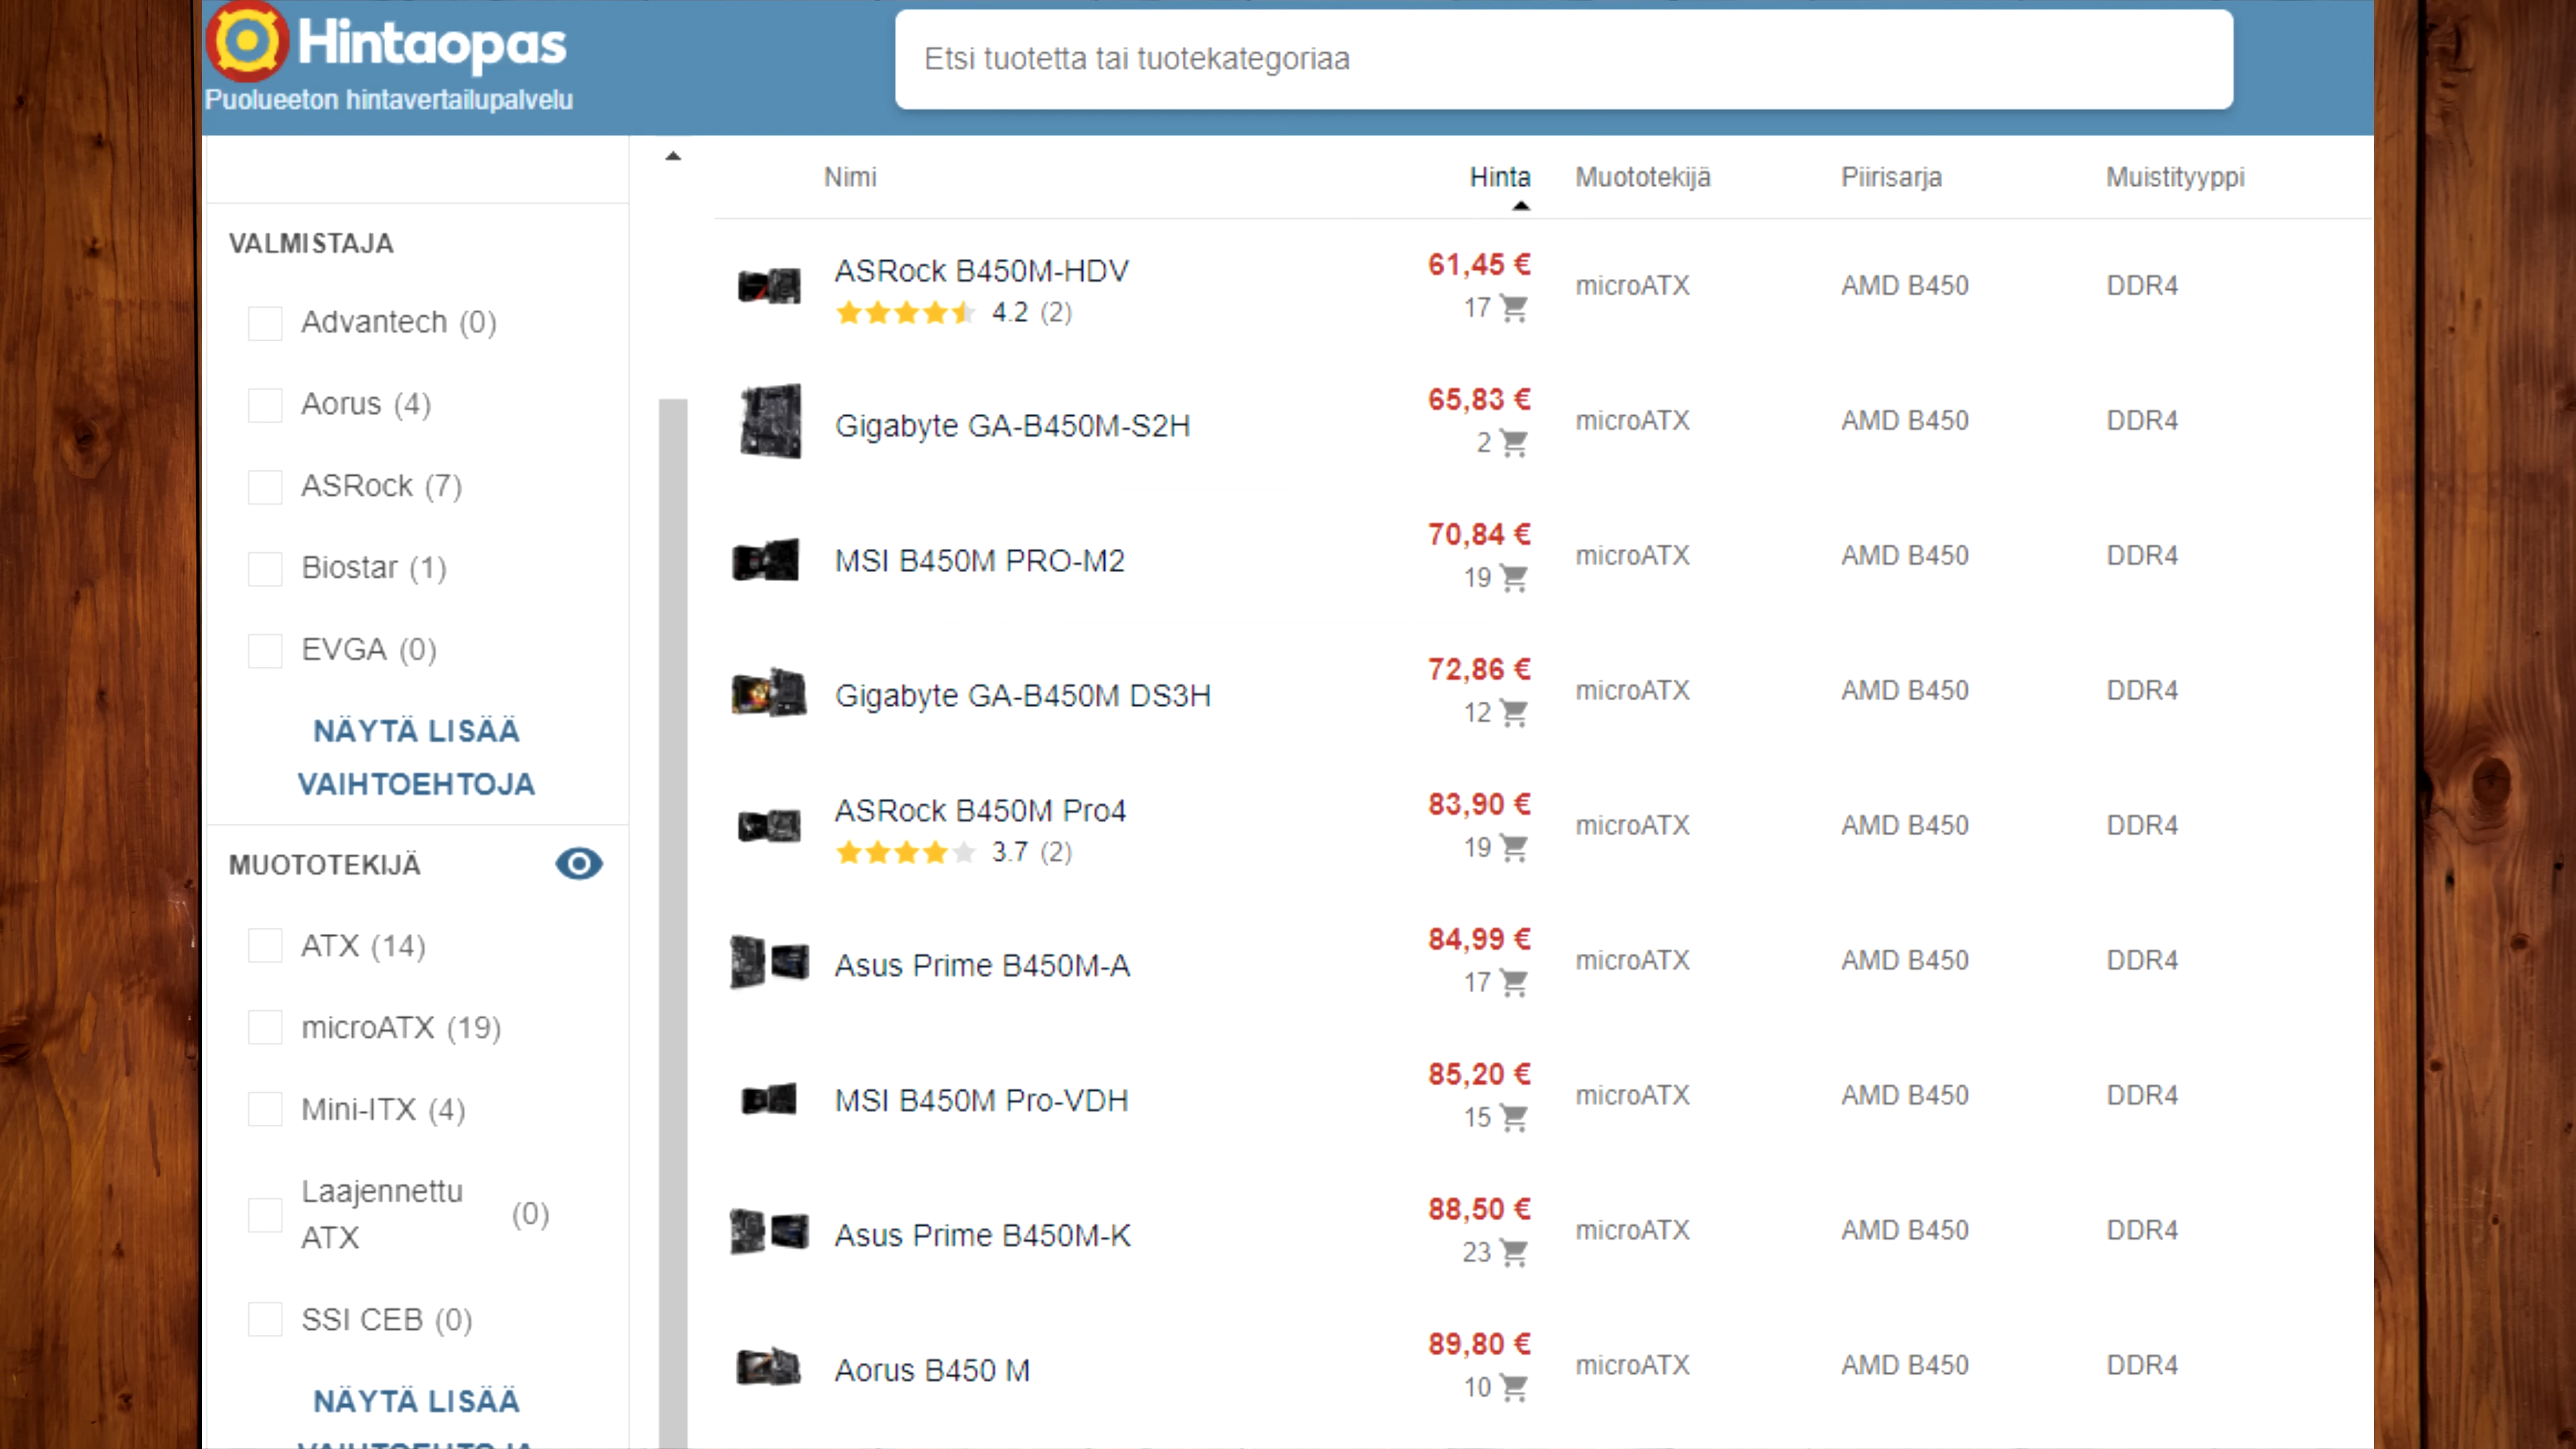 Hintaopas
Puolueeton hintavertailupalvelu
Etsi tuotetta tai tuotekategoriaa
VALMISTAJA
Advantech (0)
Aorus (4)
ASRock (7)
Biostar (1)
EVGA (0)
NÄYTÄ LISÄÄ
VAIHTOEHTOJA
MUOTOTEKIJÄ
ATX (14)
microATX (19)
Mini-ITX (4)
Laajennettu
ATX (0)
SSI CEB (0)
NÄYTÄ LISÄÄ
VAIHTOEHTOJA
Nimi Hinta Muototekijä Piirisarja Muistityyppi
ASRock B450M-HDV 61,45 € microATX AMD B450 DDR4
4.2 (2) 17
Gigabyte GA-B450M-S2H 65,83 € microATX AMD B450 DDR4
2
MSI B450M PRO-M2 70,84 € microATX AMD B450 DDR4
19
Gigabyte GA-B450M DS3H 72,86 € microATX AMD B450 DDR4
12
ASRock B450M Pro4 83,90 € microATX AMD B450 DDR4
3.7 (2) 19
Asus Prime B450M-A 84,99 € microATX AMD B450 DDR4
17
MSI B450M Pro-VDH 85,20 € microATX AMD B450 DDR4
15
Asus Prime B450M-K 88,50 € microATX AMD B450 DDR4
23
Aorus B450 M 89,80 € microATX AMD B450 DDR4
10